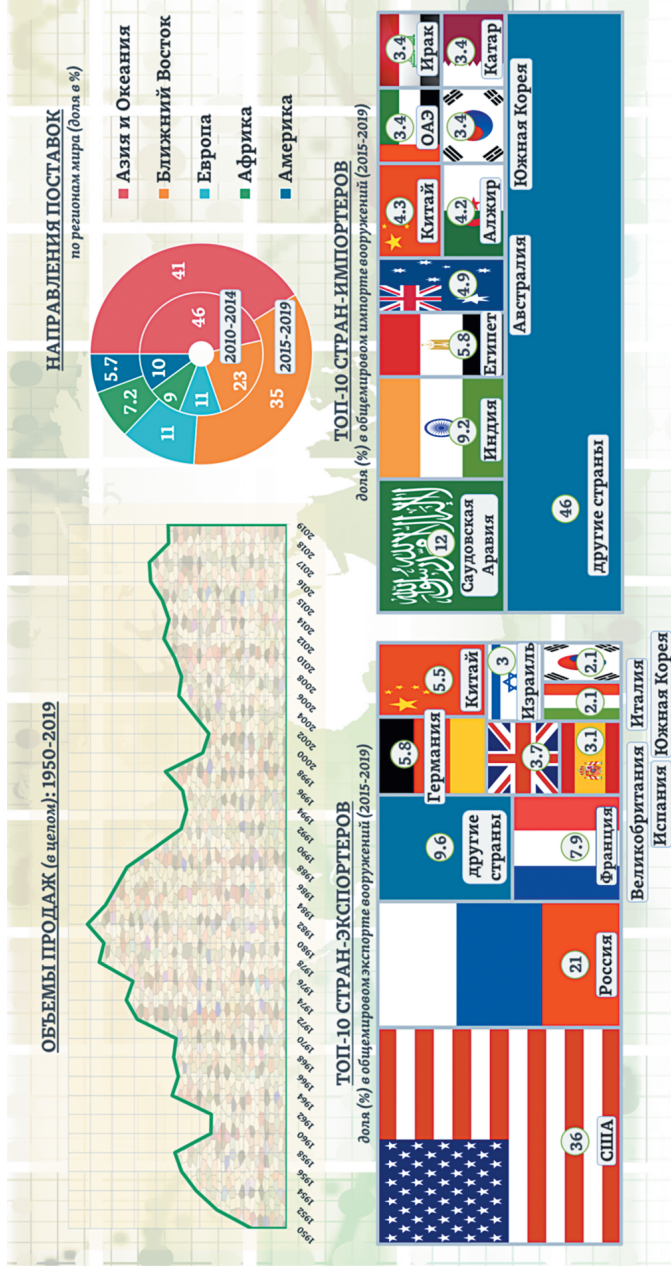 ОБЪЕМЫ ПРОДАЖ (в целом): 1950-2019
1950
1952
1954
1956
1958
1960
1962
1964
1966
1968
1970
1972
1974
1976
1978
1980
1982
1984
1986
1988
1990
1992
1994
1996
1998
2000
2002
2004
2006
2008
2010
2012
2014
2015
2016
2017
2018
2019
НАПРАВЛЕНИЯ ПОСТАВОК
по регионам мира (доля в %)
41
35
11
7.2
5.7
46
23
11
9
10
2010-2014
2015-2019
Азия и Океания
Ближний Восток
Европа
Африка
Америка
ТОП-10 СТРАН-ЭКСПОРТЕРОВ
доля (%) в общемировом экспорте вооружений (2015-2019)
36
США
21
Россия
9.6
другие
страны
7.9
Франция
5.8
Германия
3.7
Великобритания
3.1
Испания
5.5
Китай
3
Израиль
2.1
Италия
2.1
Южная Корея
ТОП-10 СТРАН-ИМПОРТЕРОВ
доля (%) в общемировом импорте вооружений (2015-2019)
12
Саудовская
Аравия
9.2
Индия
5.8
Египет
4.9
Австралия
4.3
Китай
4.2
Алжир
3.4
ОАЭ
3.4
Южная Корея
3.4
Ирак
3.4
Катар
46
другие страны